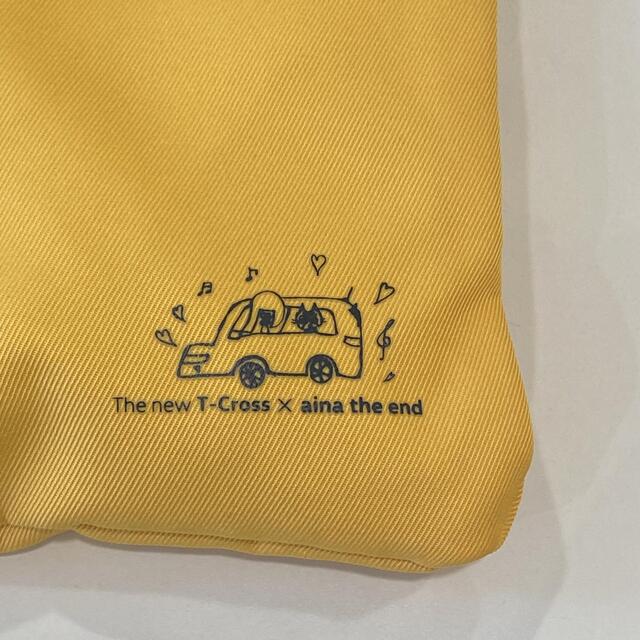 The new T-Cross × aina the end